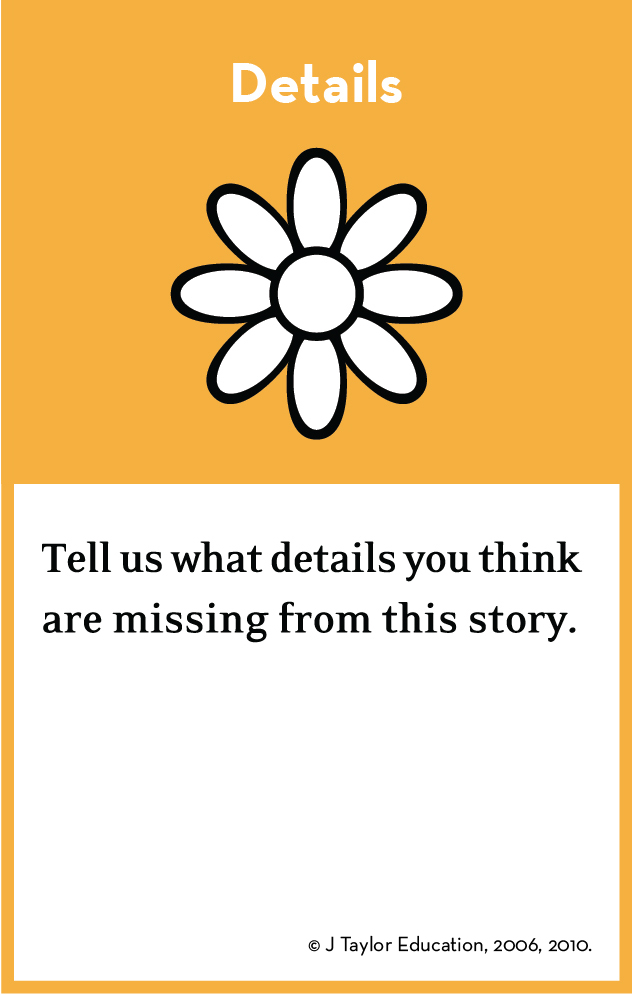 Details
Tell us what details you think
are missing from this story.
© J Taylor Education, 2006, 2010.